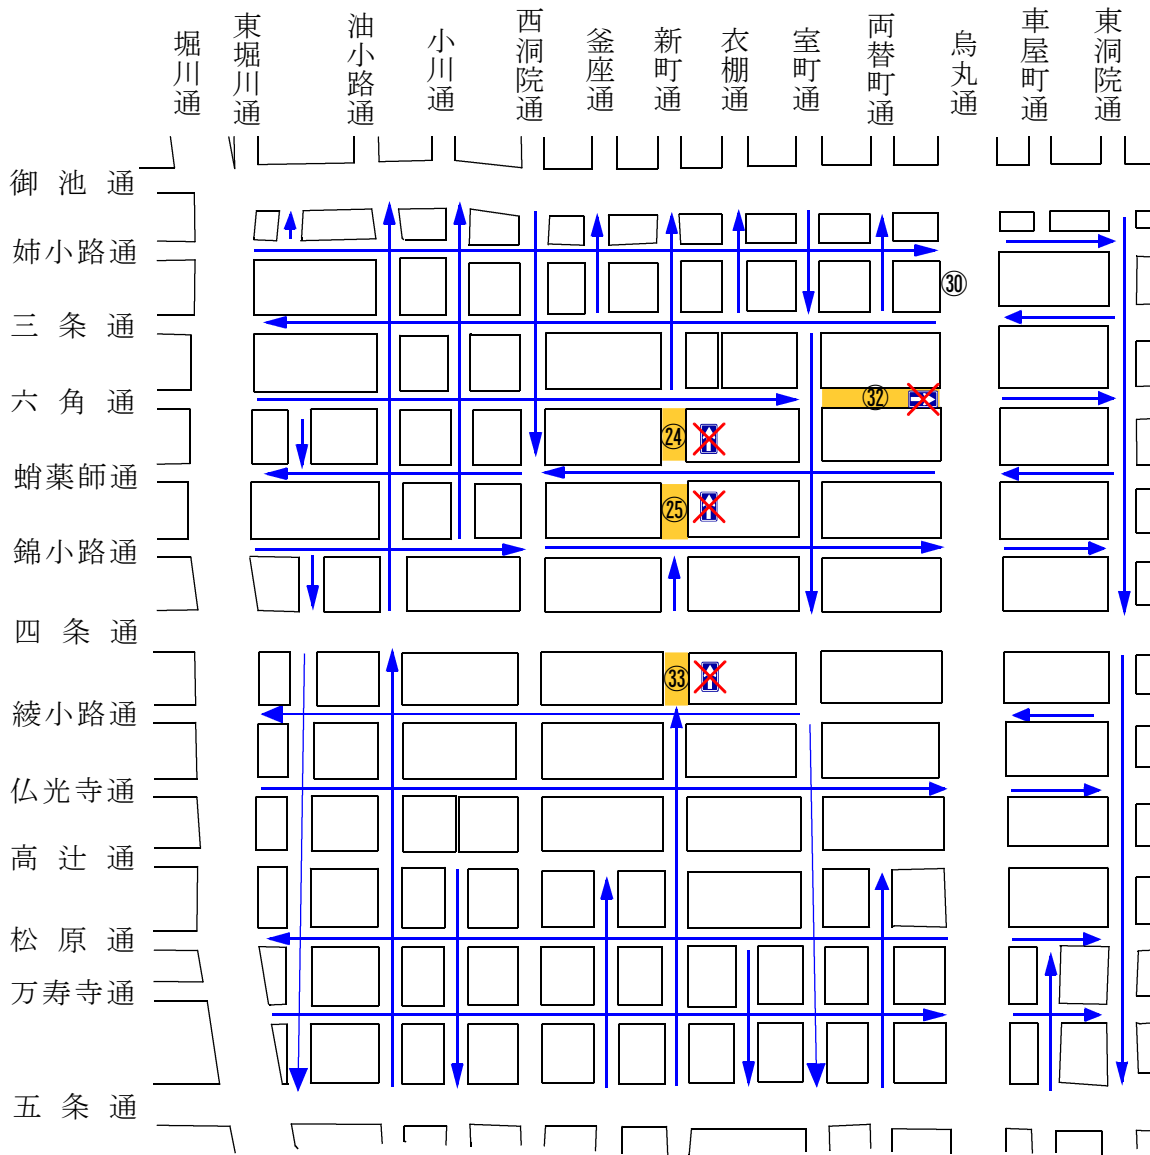 堀川通
東堀川通
油小路通
小川通
西洞院通
釜座通
新町通
衣棚通
室町通
両替町通
烏丸通
車屋町通
東洞院通
御池通
姉小路通
㉚
三条通
六角通
㉜
㉔
蛸薬師通
㉕
錦小路通
四条通
㉝
綾小路通
仏光寺通
高辻通
松原通
万寿寺通
五条通